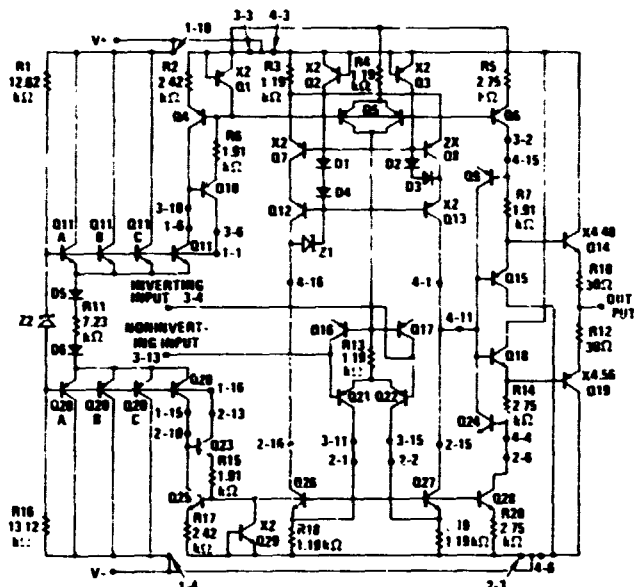 V+
1-10
3-3
4-3
R1
12.62
kΩ
R2
2.42
kΩ
X2
Q1
R3
1.19
kΩ
X2
Q2
R4
1.19
kΩ
X2
Q3
R5
2.75
kΩ
Q4
Q5
Q6
R6
1.91
kΩ
3-2
4-15
X2
Q7
D1
D2
2X
Q8
D3
Q9
Q10
D4
R7
1.91
kΩ
3-10
1-6
Q12
X2
Q13
X4.48
Q14
Q11
A
Q11
B
Q11
C
Q11
3-6
1-1
Z1
Q15
R10
30Ω
D5
INVERTING
INPUT 3-4
4-16
4-1
OUT
PUT
Z2
R11
7.23
kΩ
NONINVERT-
ING INPUT
3-13
Q16
Q17
4-11
Q18
R12
30Ω
D6
R13
1.19
kΩ
X4.56
Q19
Q20
A
Q20
B
Q20
C
Q20
1-16
2-13
1-15
2-10
Q21
Q22
R14
2.75
kΩ
Q23
Q24
4-4
2-6
2-16
3-11
2-1
3-15
2-2
2-15
R15
1.91
kΩ
Q25
Q26
Q27
Q28
R16
13.12
kΩ
R17
2.42
kΩ
X2
Q29
R18
1.19kΩ
1.19kΩ
R20
2.75
kΩ
V-
1-4
2-3
4-6